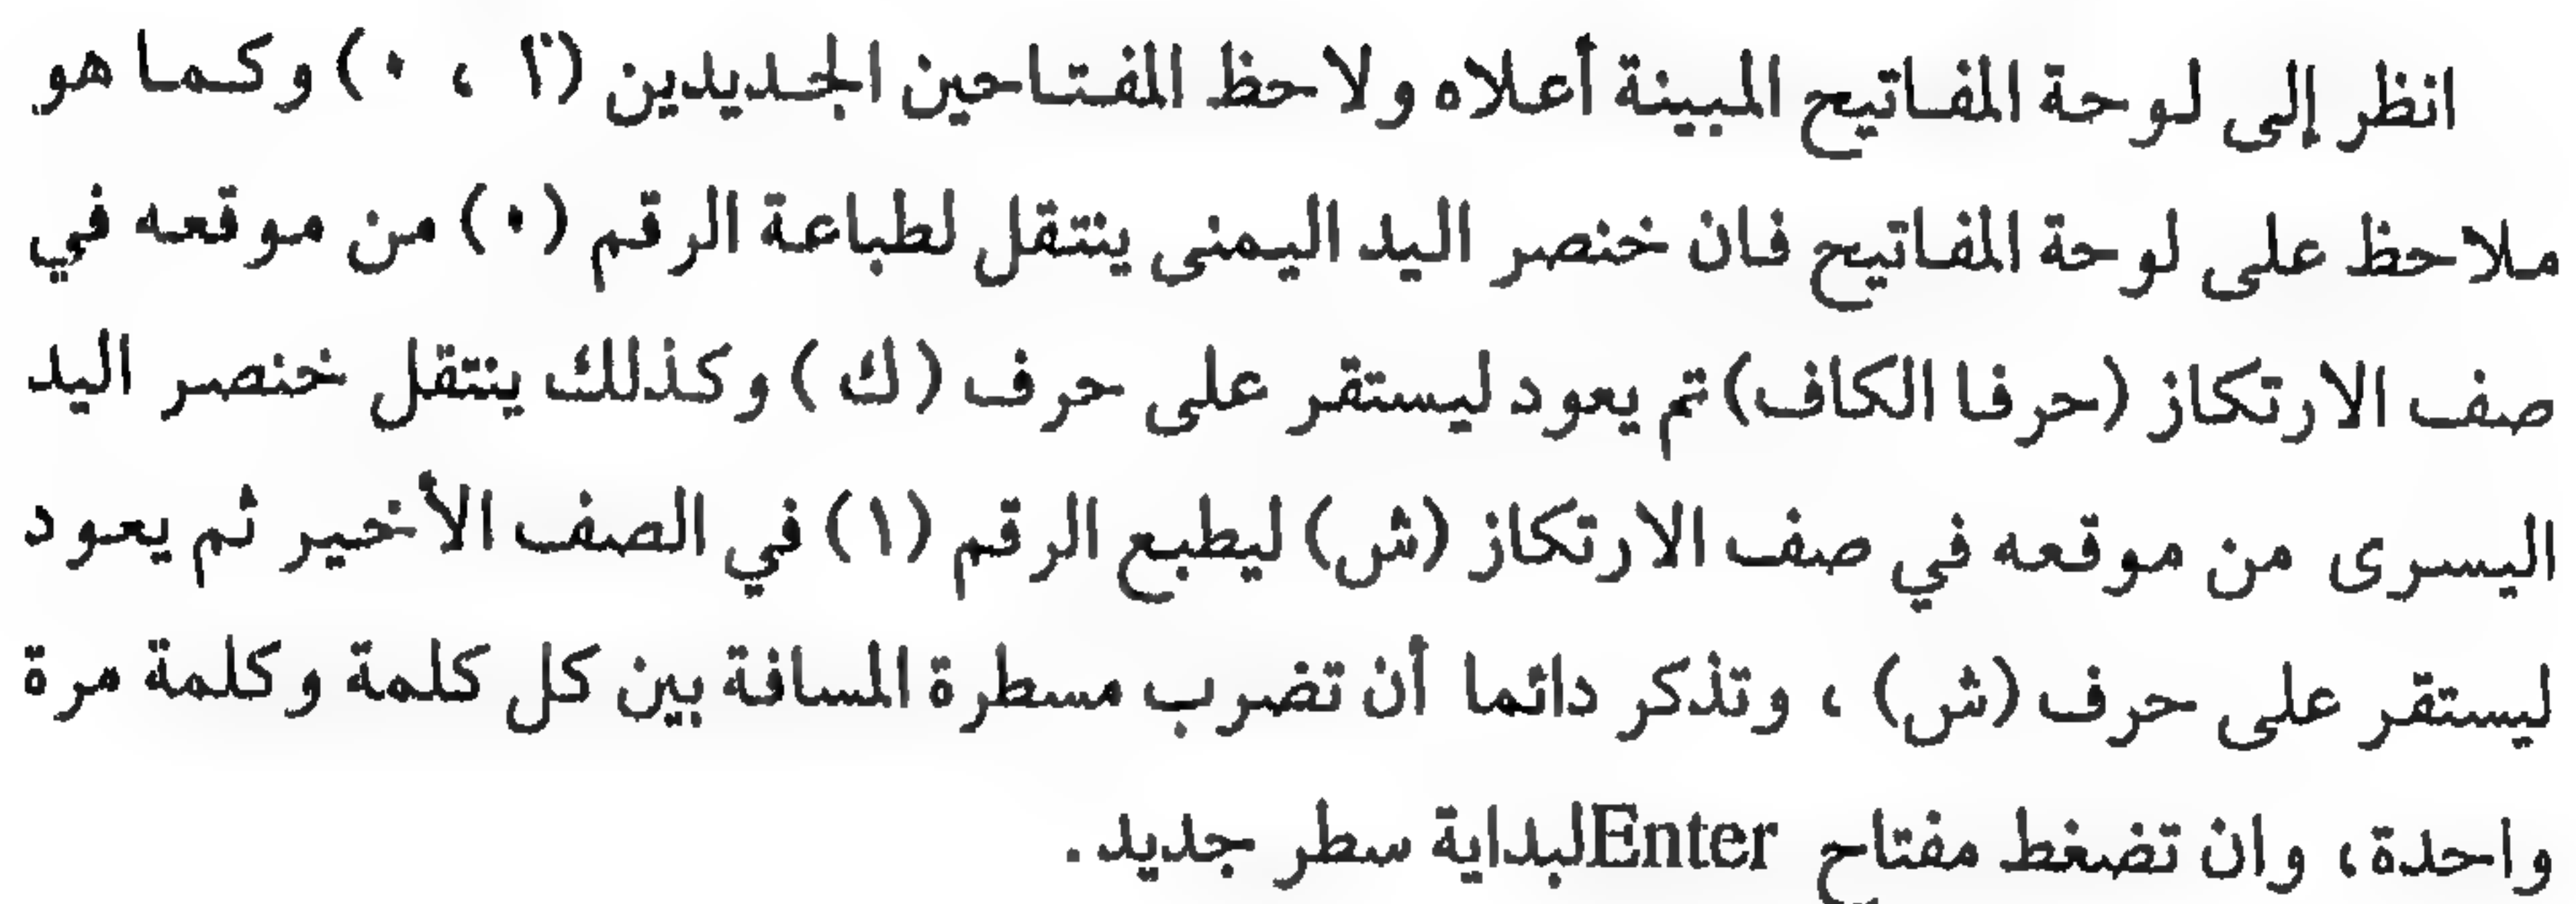 انظر إلى لوحة المفاتيح المبينة أعلاه ولاحظ المفتاحين الجديدين (آ ، ٠) وكما هو
ملاحظ على لوحة المفاتيح فان خنصر اليد اليمنى ينتقل لطباعة الرقم (٠) من موقعه في
صف الارتكاز (حرفا الكاف) تم يعود ليستقر على حرف (ك) وكذلك ينتقل خنصر اليد
اليسرى من موقعه في صف الارتكاز (ش) ليطبع الرقم (١) في الصف الأخير ثم يعود
ليستقر على حرف (ش) ، وتذكر دائما أن تضرب مسطرة المسافة بين كل كلمة وكلمة مرة
واحدة، وان تضغط مفتاح Enter لبداية سطر جديد.